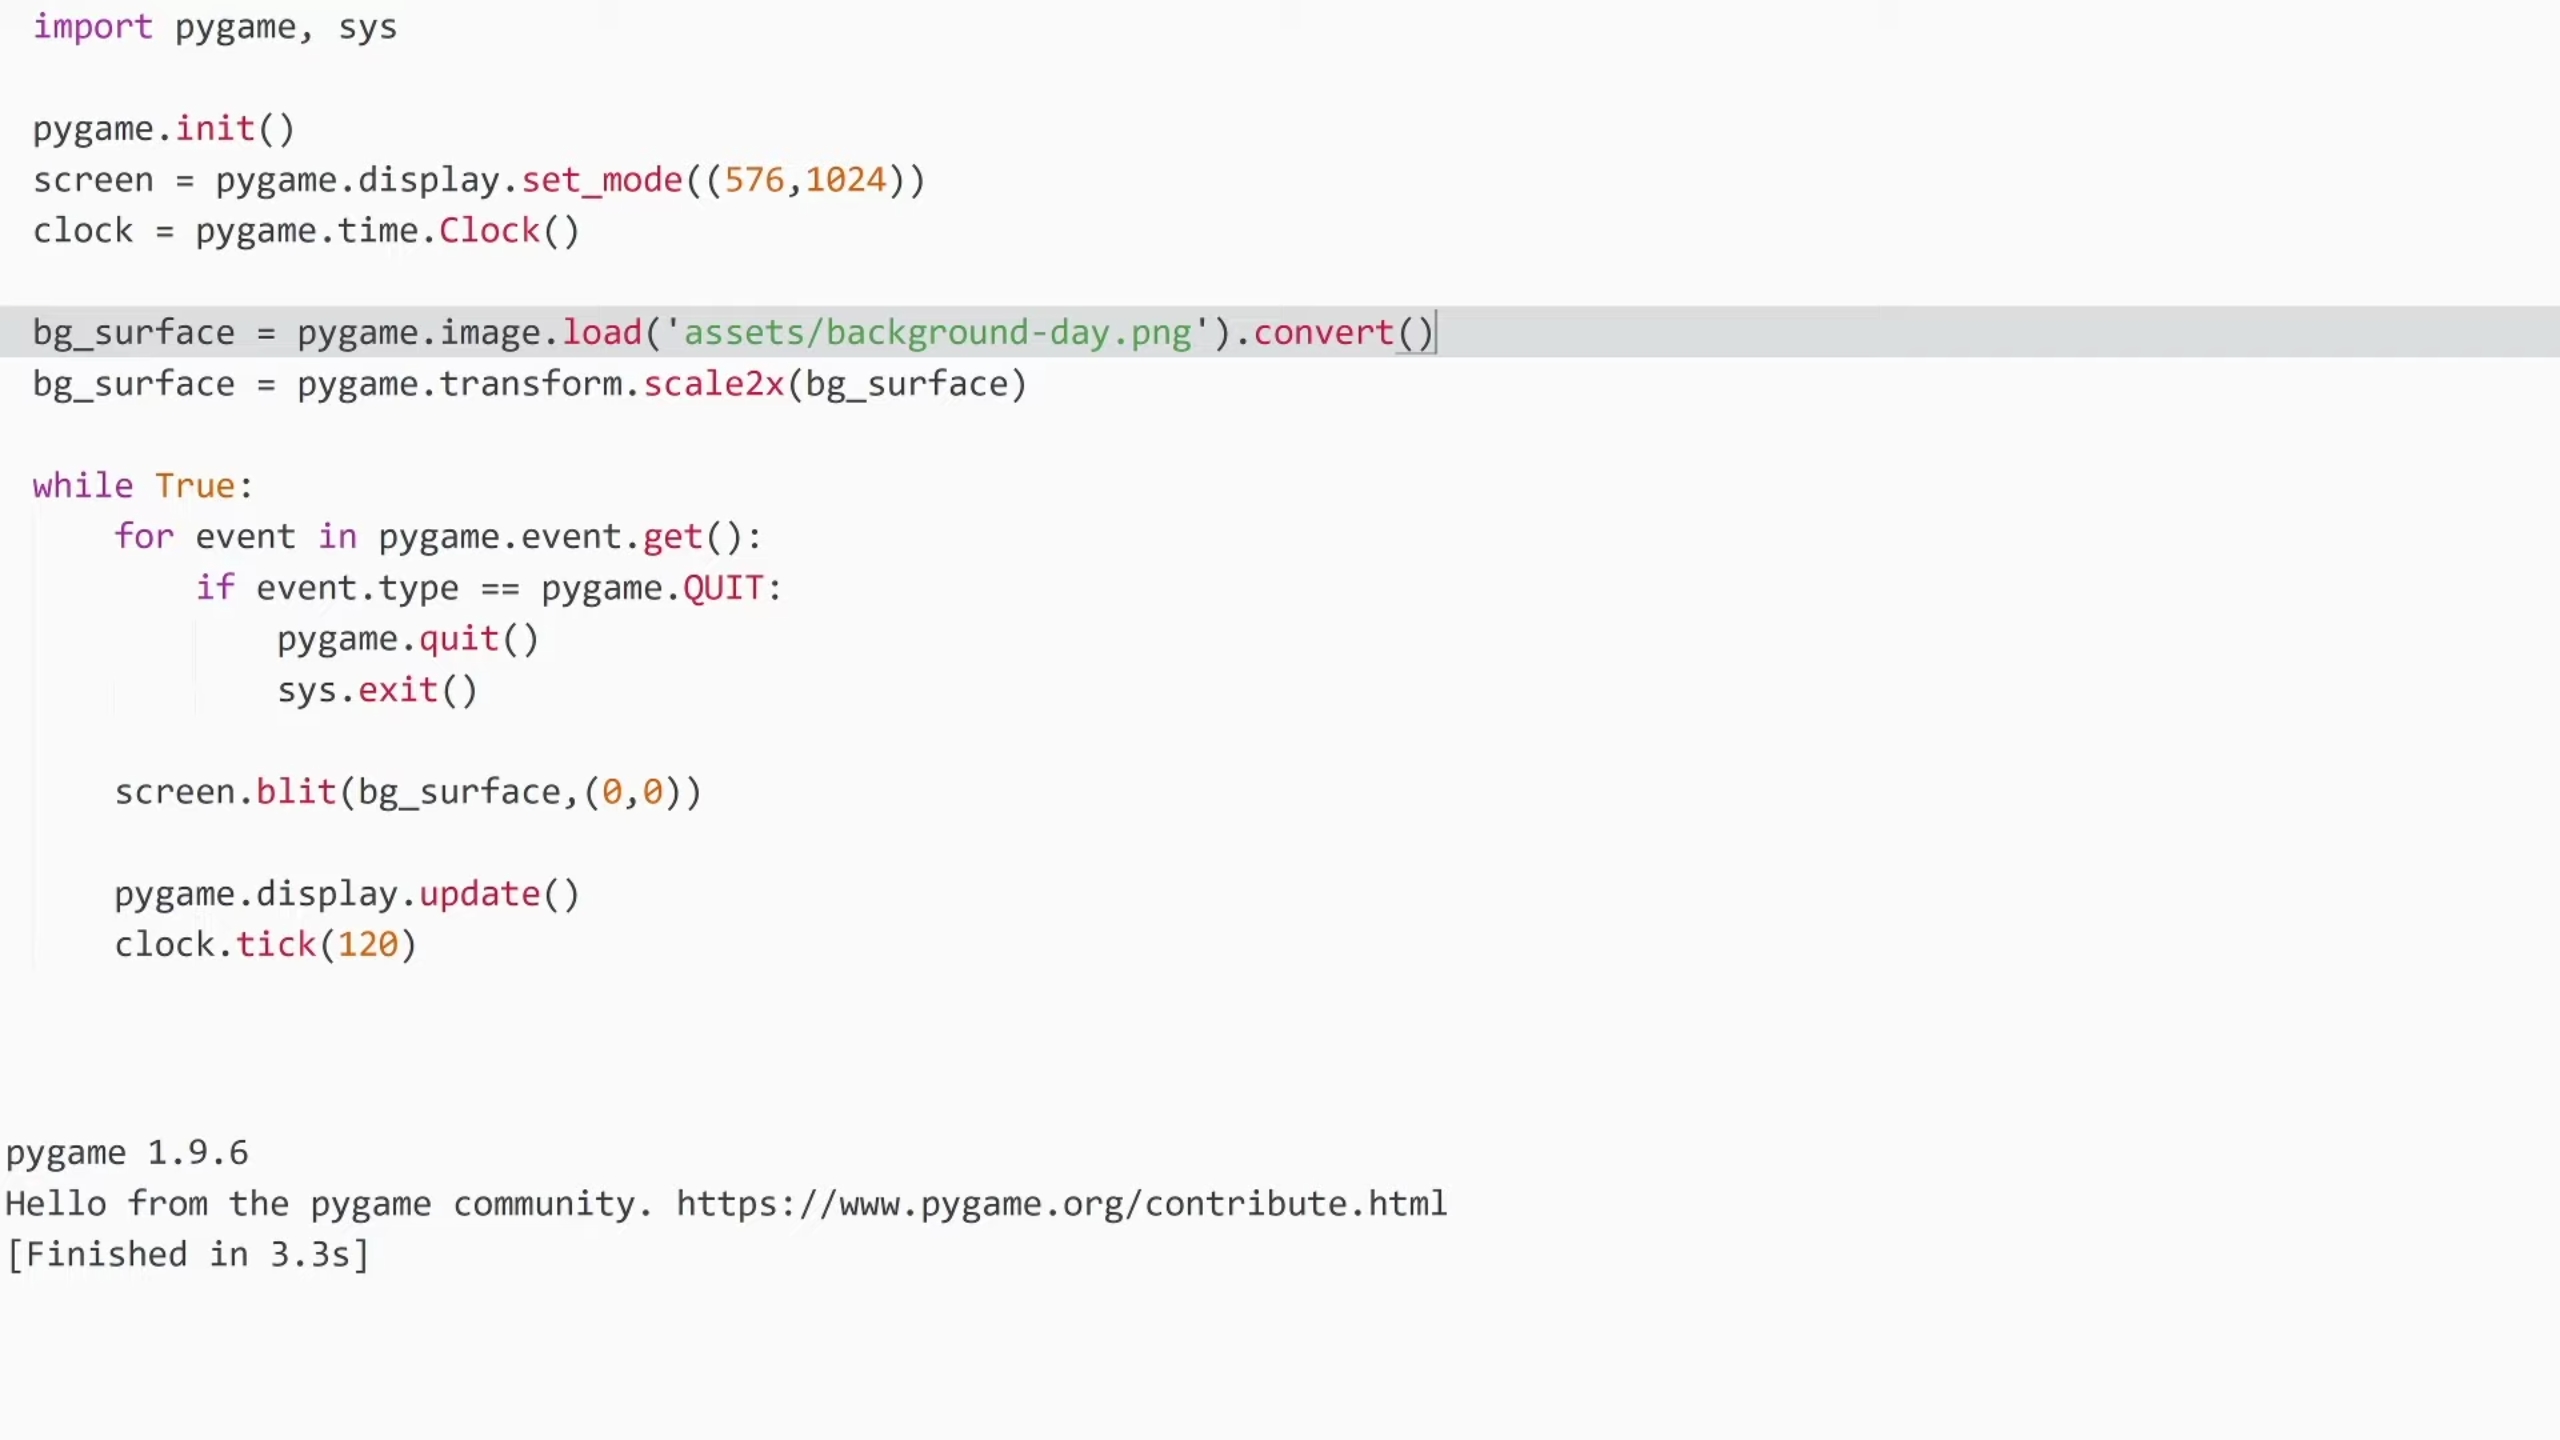 import pygame, sys
pygame.init()
screen = pygame.display.set_mode((576,1024))
clock = pygame.time.Clock()
bg_surface = pygame.image.load('assets/background-day.png').convert()
bg_surface = pygame.transform.scale2x(bg_surface)
while True:
    for event in pygame.event.get():
        if event.type == pygame.QUIT:
            pygame.quit()
            sys.exit()
    screen.blit(bg_surface,(0,0))
    pygame.display.update()
    clock.tick(120)
pygame 1.9.6
Hello from the pygame community. https://www.pygame.org/contribute.html
[Finished in 3.3s]